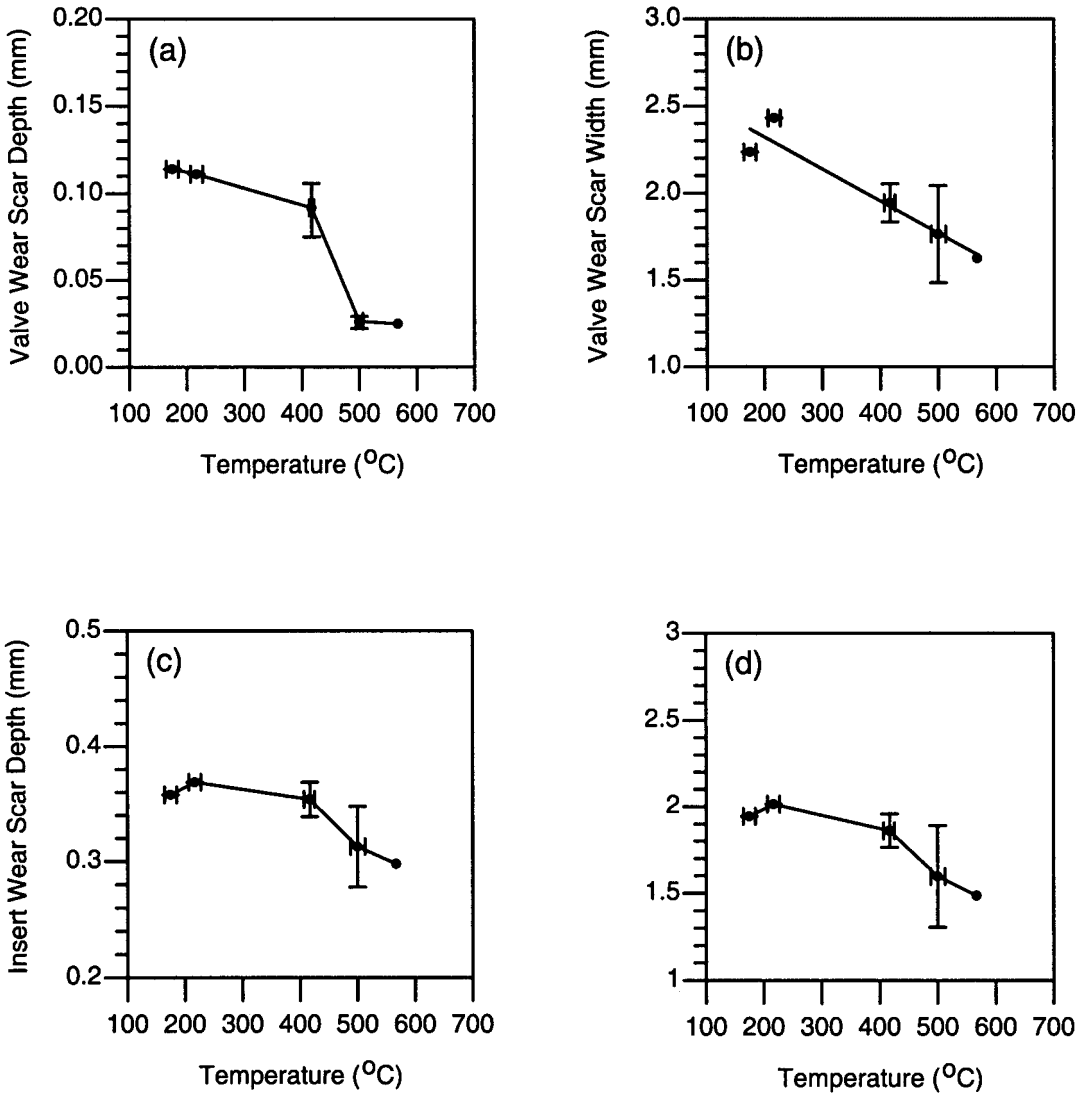 (a)
Valve Wear Scar Depth (mm)
0.20
0.15
0.10
0.05
0.00
100 200 300 400 500 600 700
Temperature (°C)
(b)
Valve Wear Scar Width (mm)
3.0
2.5
2.0
1.5
1.0
100 200 300 400 500 600 700
Temperature (°C)
(c)
Insert Wear Scar Depth (mm)
0.5
0.4
0.3
0.2
100 200 300 400 500 600 700
Temperature (°C)
(d)
3
2.5
2
1.5
1
100 200 300 400 500 600 700
Temperature (°C)